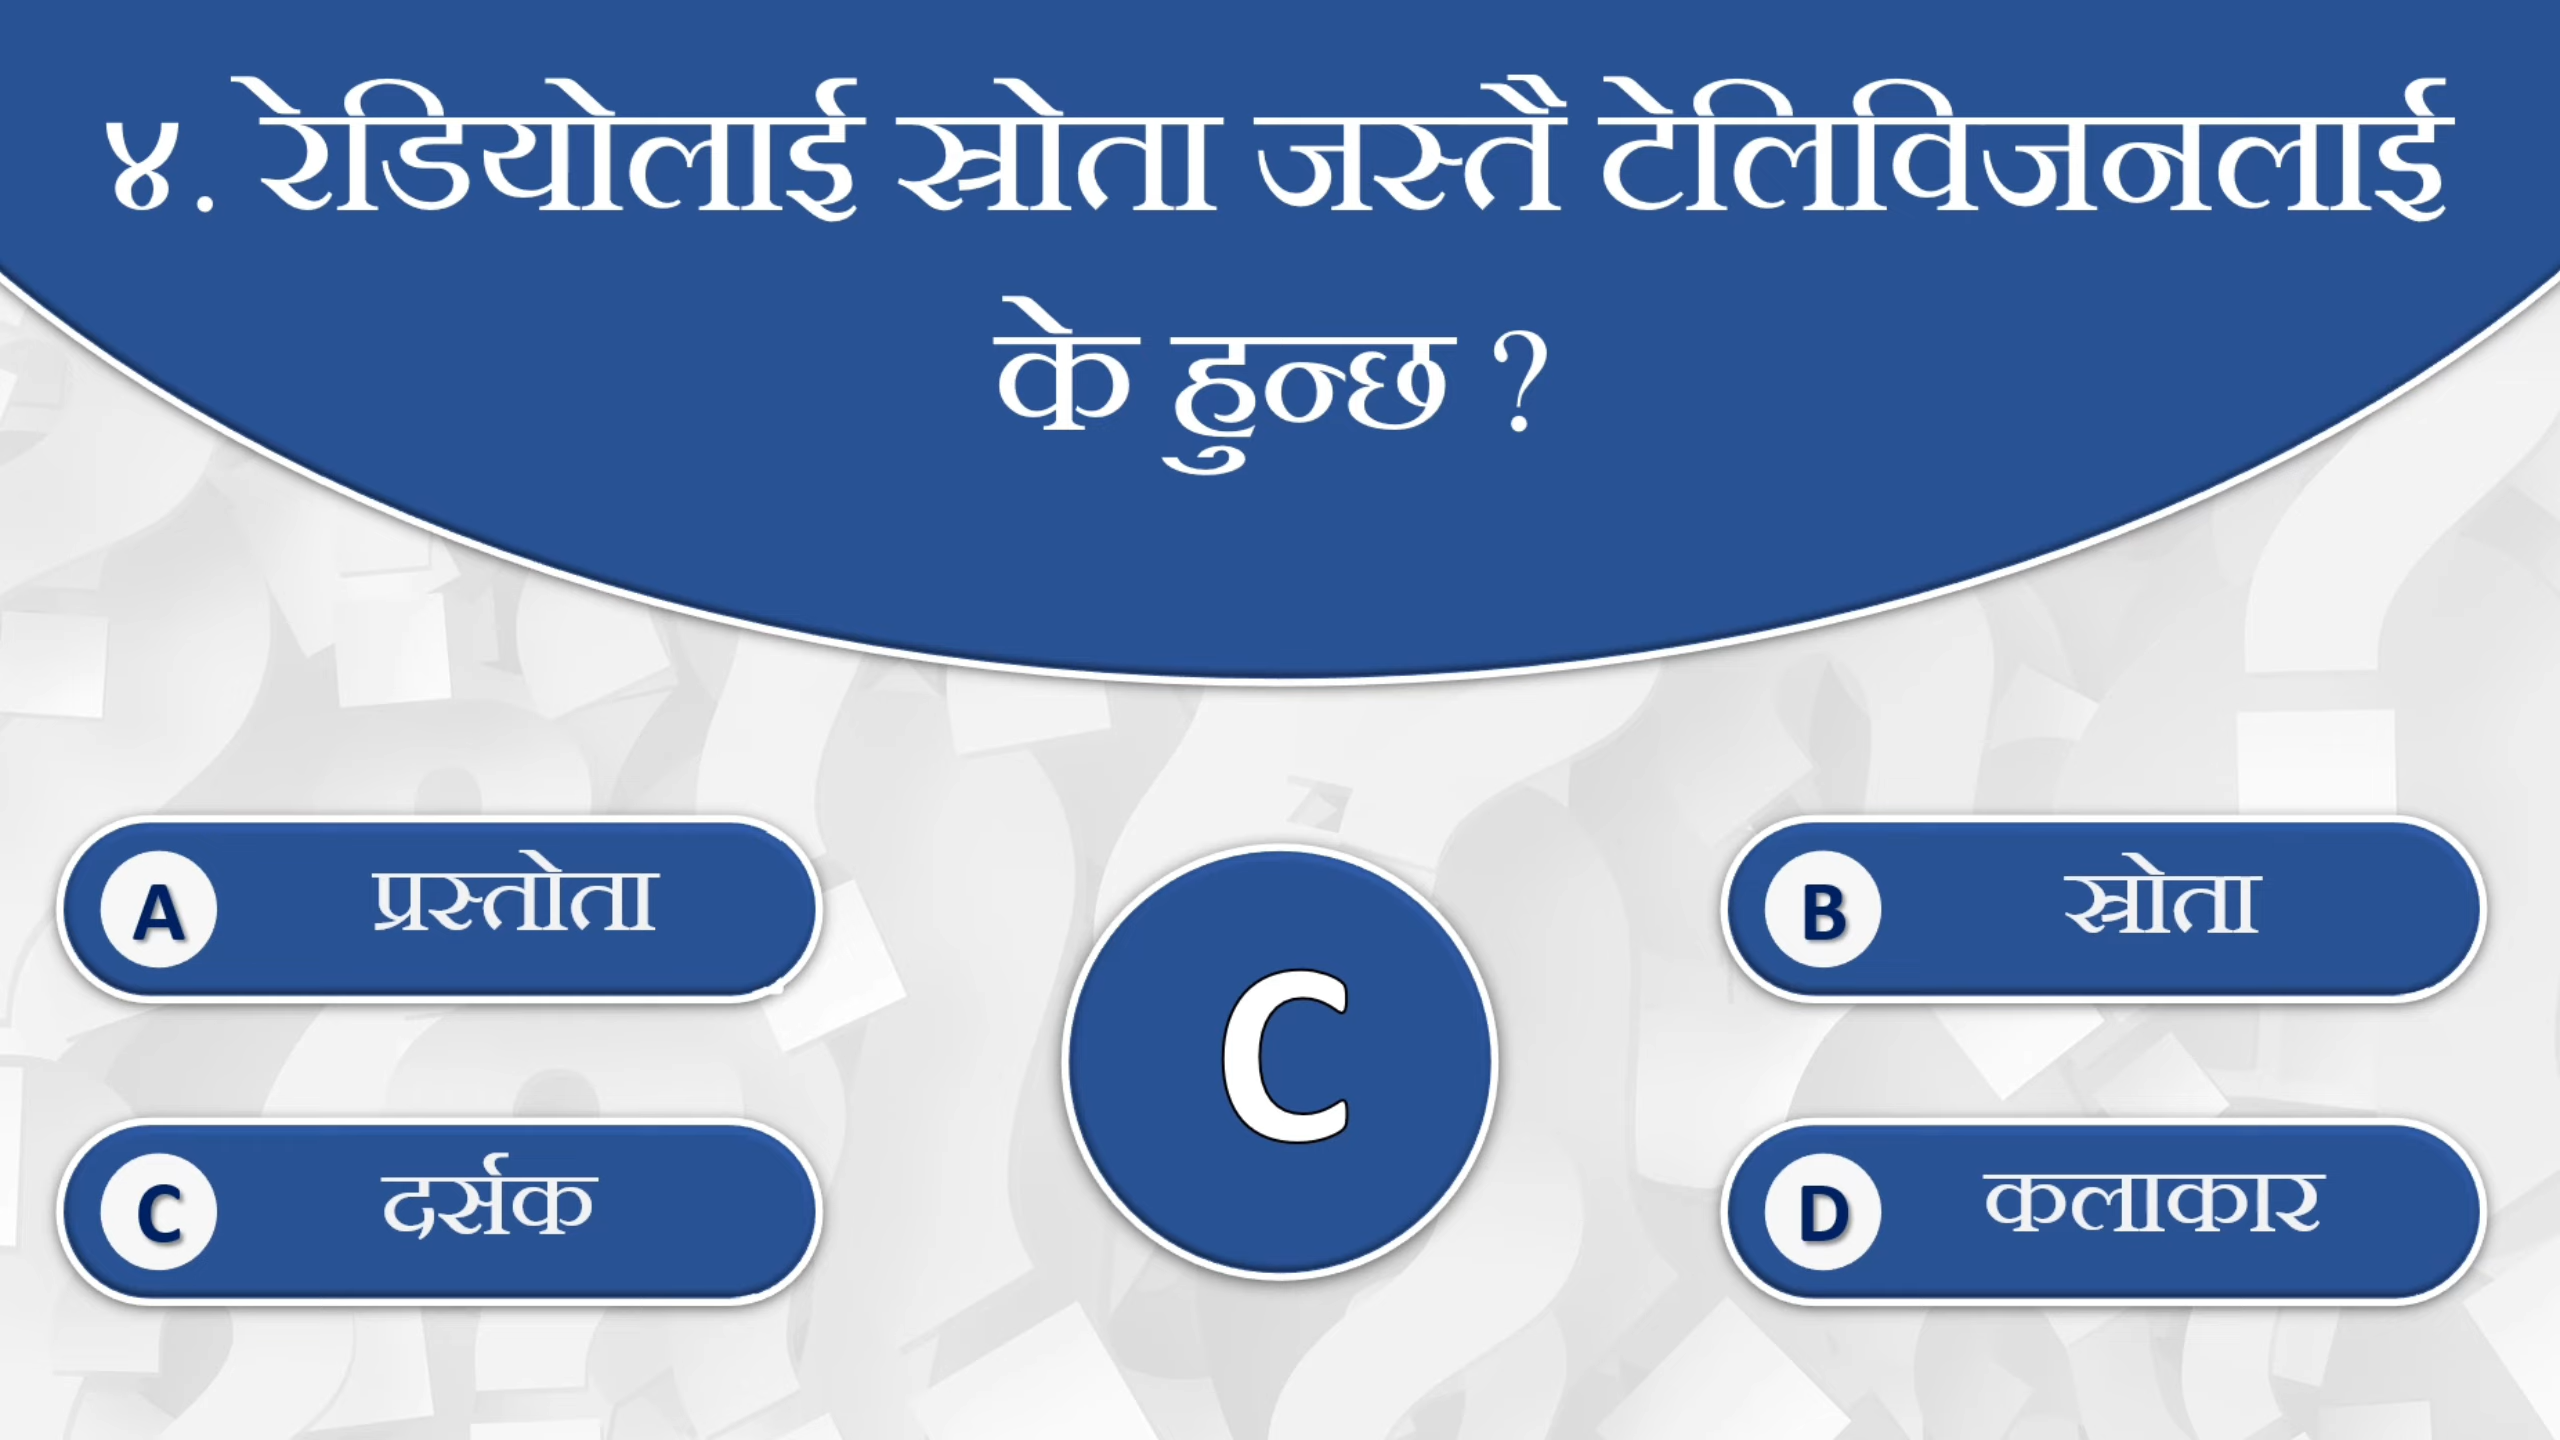 ४. रेडियोलाई स्रोता जस्तै टेलिविजनलाई
के हुन्छ ?
A प्रस्तोता
B स्रोता
C
C दर्सक
D कलाकार